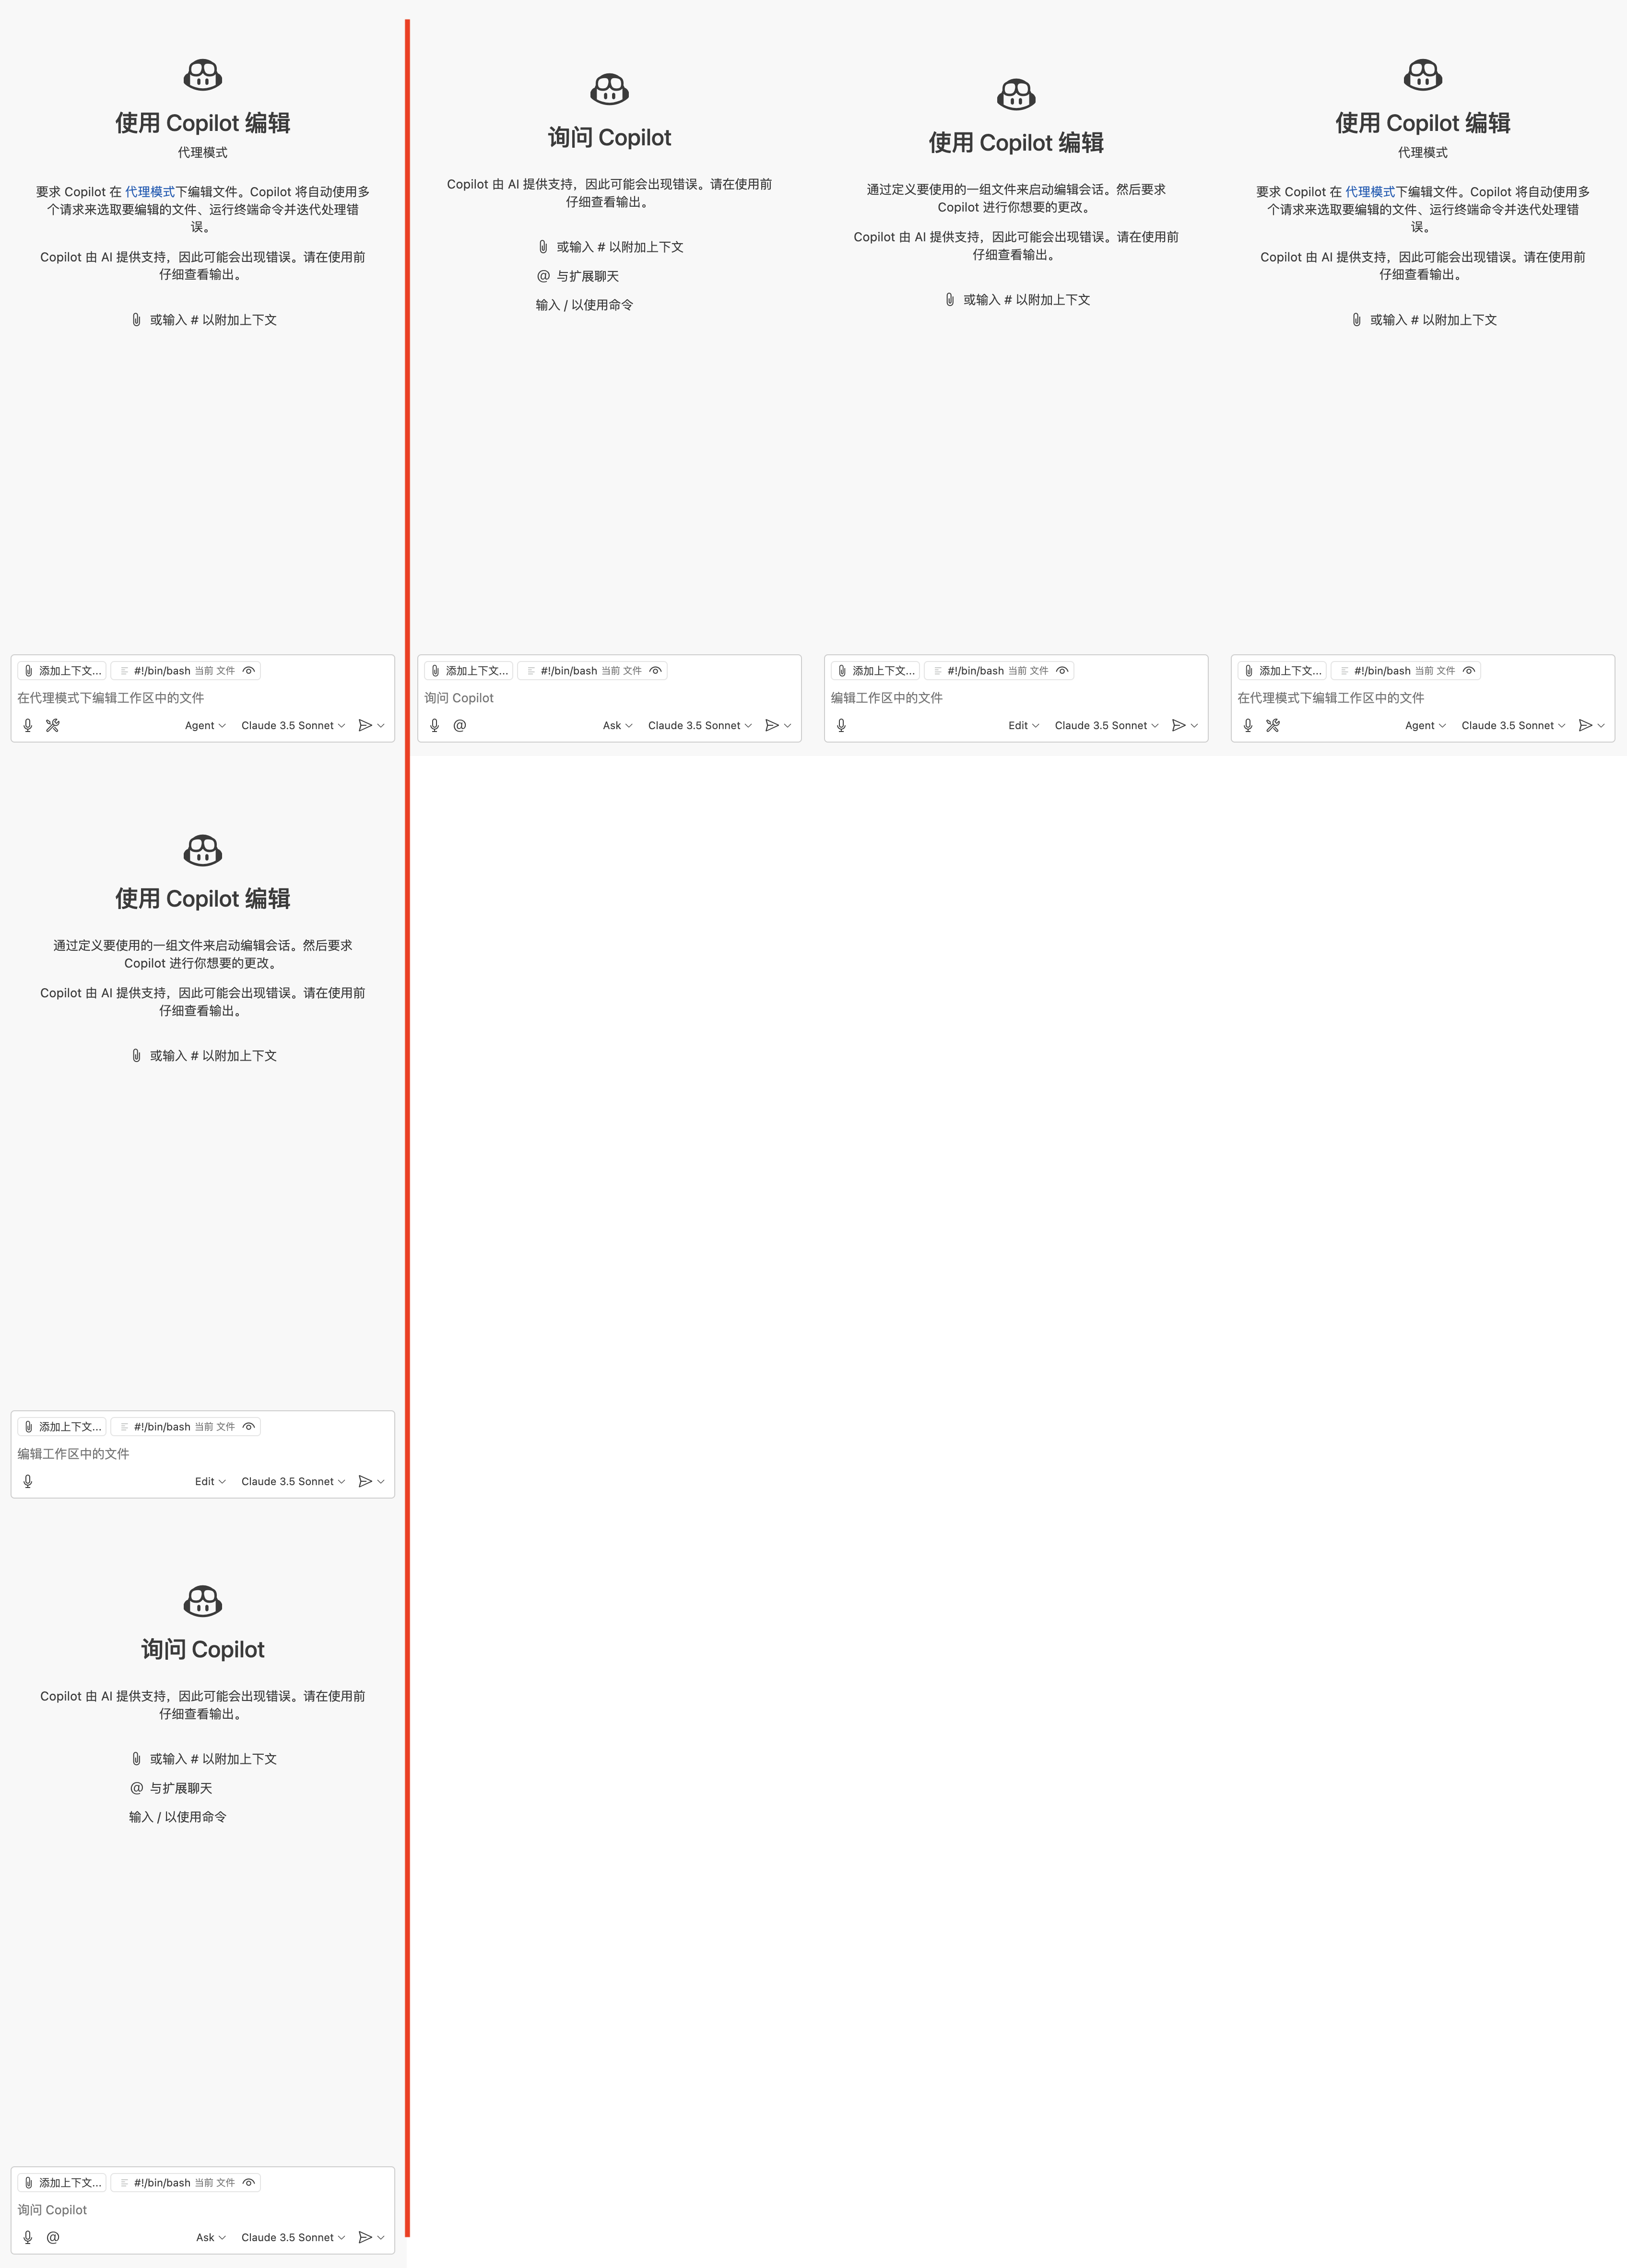 使用 Copilot 编辑
代理模式
要求 Copilot 在 代理模式下编辑文件。Copilot 将自动使用多
个请求来选取要编辑的文件、运行终端命令并迭代处理错
误。
Copilot 由 AI 提供支持，因此可能会出现错误。请在使用前
仔细查看输出。
或输入 # 以附加上下文
添加上下文...
#!/bin/bash 当前 文件
在代理模式下编辑工作区中的文件
Agent
Claude 3.5 Sonnet
使用 Copilot 编辑
通过定义要使用的一组文件来启动编辑会话。然后要求
Copilot 进行你想要的更改。
Copilot 由 AI 提供支持，因此可能会出现错误。请在使用前
仔细查看输出。
或输入 # 以附加上下文
添加上下文...
#!/bin/bash 当前 文件
编辑工作区中的文件
Edit
Claude 3.5 Sonnet
询问 Copilot
Copilot 由 AI 提供支持，因此可能会出现错误。请在使用前
仔细查看输出。
或输入 # 以附加上下文
@ 与扩展聊天
输入 / 以使用命令
添加上下文...
#!/bin/bash 当前 文件
询问 Copilot
@
Ask
Claude 3.5 Sonnet
询问 Copilot
Copilot 由 AI 提供支持，因此可能会出现错误。请在使用前
仔细查看输出。
或输入 # 以附加上下文
@ 与扩展聊天
输入 / 以使用命令
添加上下文...
#!/bin/bash 当前 文件
询问 Copilot
@
Ask
Claude 3.5 Sonnet
使用 Copilot 编辑
通过定义要使用的一组文件来启动编辑会话。然后要求
Copilot 进行你想要的更改。
Copilot 由 AI 提供支持，因此可能会出现错误。请在使用前
仔细查看输出。
或输入 # 以附加上下文
添加上下文...
#!/bin/bash 当前 文件
编辑工作区中的文件
Edit
Claude 3.5 Sonnet
使用 Copilot 编辑
代理模式
要求 Copilot 在 代理模式下编辑文件。Copilot 将自动使用多
个请求来选取要编辑的文件、运行终端命令并迭代处理错
误。
Copilot 由 AI 提供支持，因此可能会出现错误。请在使用前
仔细查看输出。
或输入 # 以附加上下文
添加上下文...
#!/bin/bash 当前 文件
在代理模式下编辑工作区中的文件
Agent
Claude 3.5 Sonnet